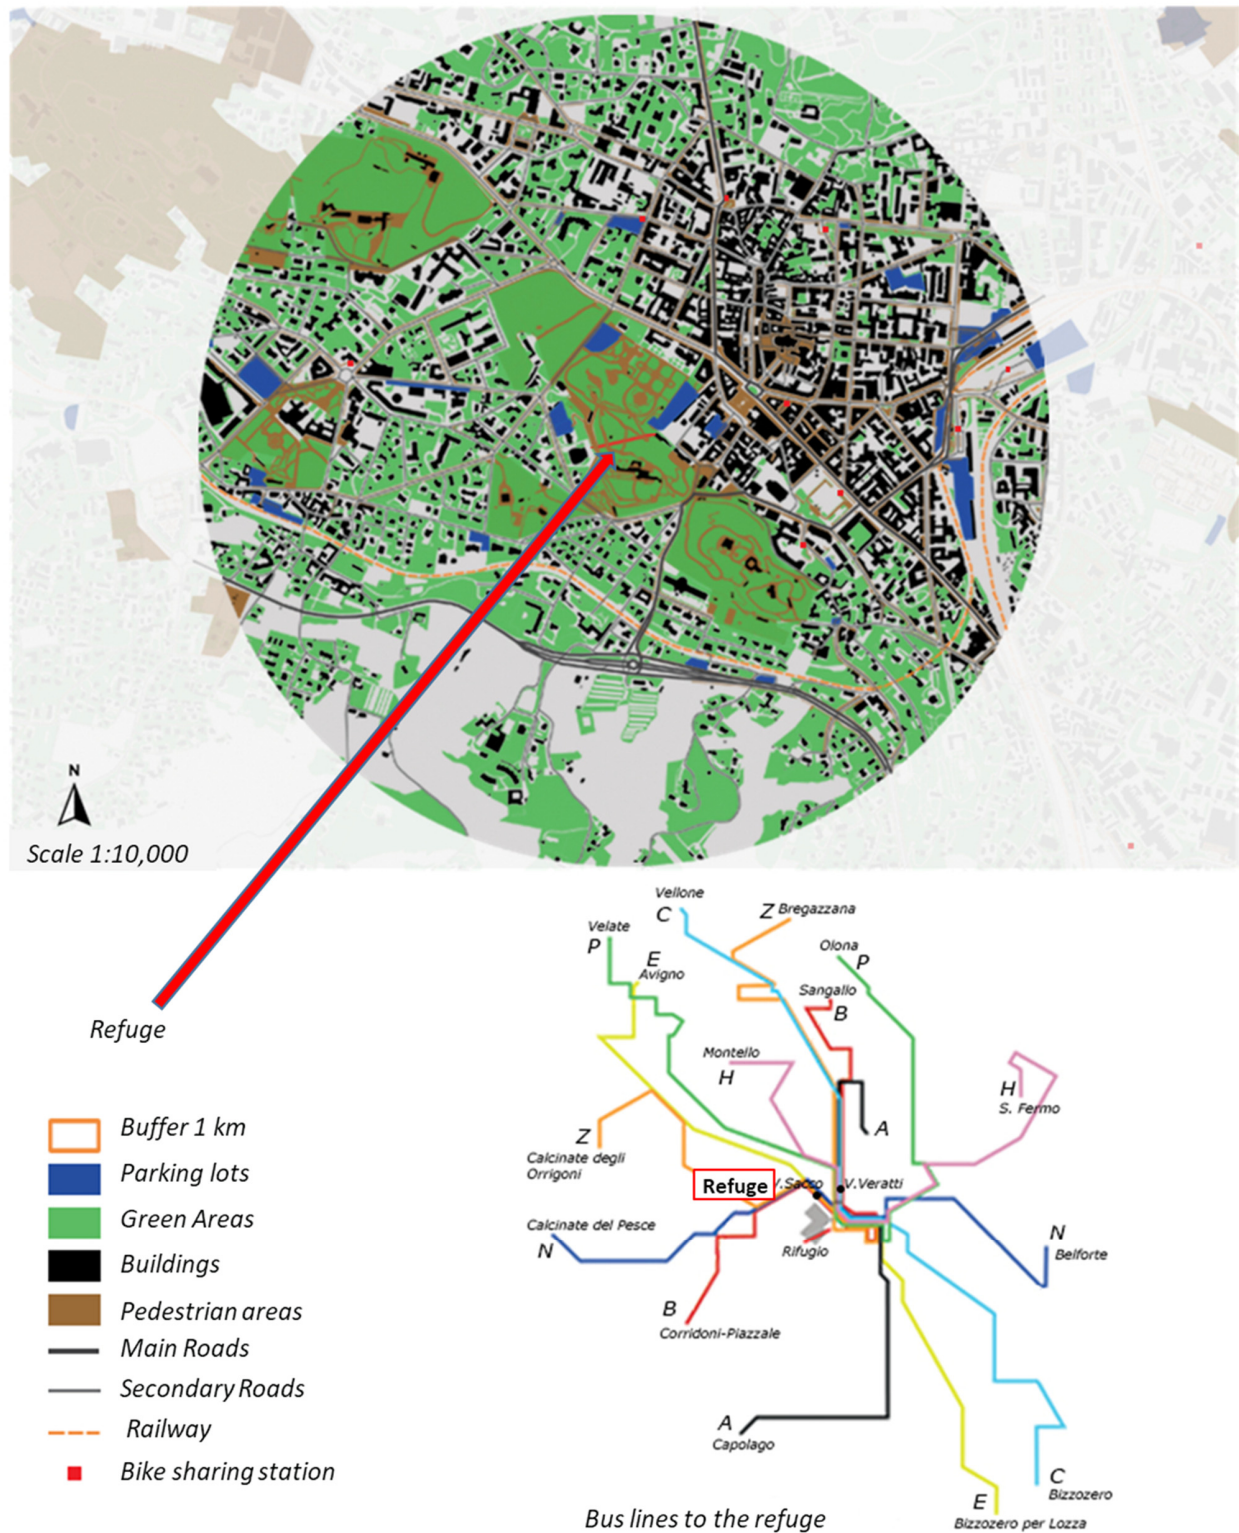 N
Scale 1:10,000
Refuge
Buffer 1 km
Parking lots
Green Areas
Buildings
Pedestrian areas
Main Roads
Secondary Roads
Railway
Bike sharing station
Vellone
C
Z Bregazzana
Velate
P
E
Avigno
Olona
P
Sangallo
B
Montello
H
H
S. Fermo
A
Z
Calcinate degli
Orrigoni
Refuge
V.Sacco
V.Veratti
Calcinate del Pesce
N
Rifugio
N
Belforte
B
Corridoni-Piazzale
A
Capolago
C
Bizzozero
E
Bizzozero per Lozza
Bus lines to the refuge